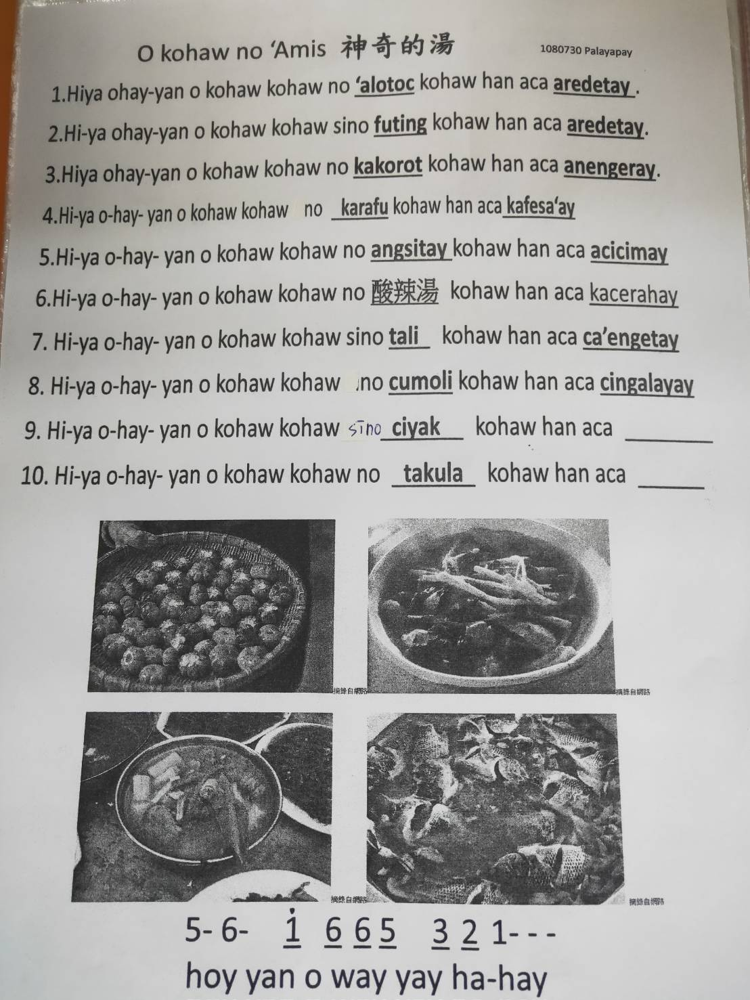 O kohaw no ‘Amis 神奇的湯
1080730 Palayapay
1.Hiya ohay-yan o kohaw kohaw no ‘alotoc kohaw han aca aredetay .
2.Hi-ya ohay-yan o kohaw kohaw sino futing kohaw han aca aredetay.
3.Hiya ohay-yan o kohaw kohaw no kakorot kohaw han aca anengeray.
4.Hi-ya o-hay- yan o kohaw kohaw no karafu kohaw han aca kafesa‘ay
5.Hi-ya o-hay- yan o kohaw kohaw no angsitay kohaw han aca acicimay
6.Hi-ya o-hay- yan o kohaw kohaw no 酸辣湯 kohaw han aca kacerahay
7. Hi-ya o-hay- yan o kohaw kohaw sino tali kohaw han aca ca’engetay
8. Hi-ya o-hay- yan o kohaw kohaw no cumoli kohaw han aca cingalayay
9. Hi-ya o-hay- yan o kohaw kohaw sino ciyak kohaw han aca ______
10. Hi-ya o-hay- yan o kohaw kohaw no takula kohaw han aca ______
摘錄自網路
摘錄自網路
摘錄自網路
摘錄自網路
5- 6- i 6 6 5 3 2 1- - -
hoy yan o way yay ha-hay